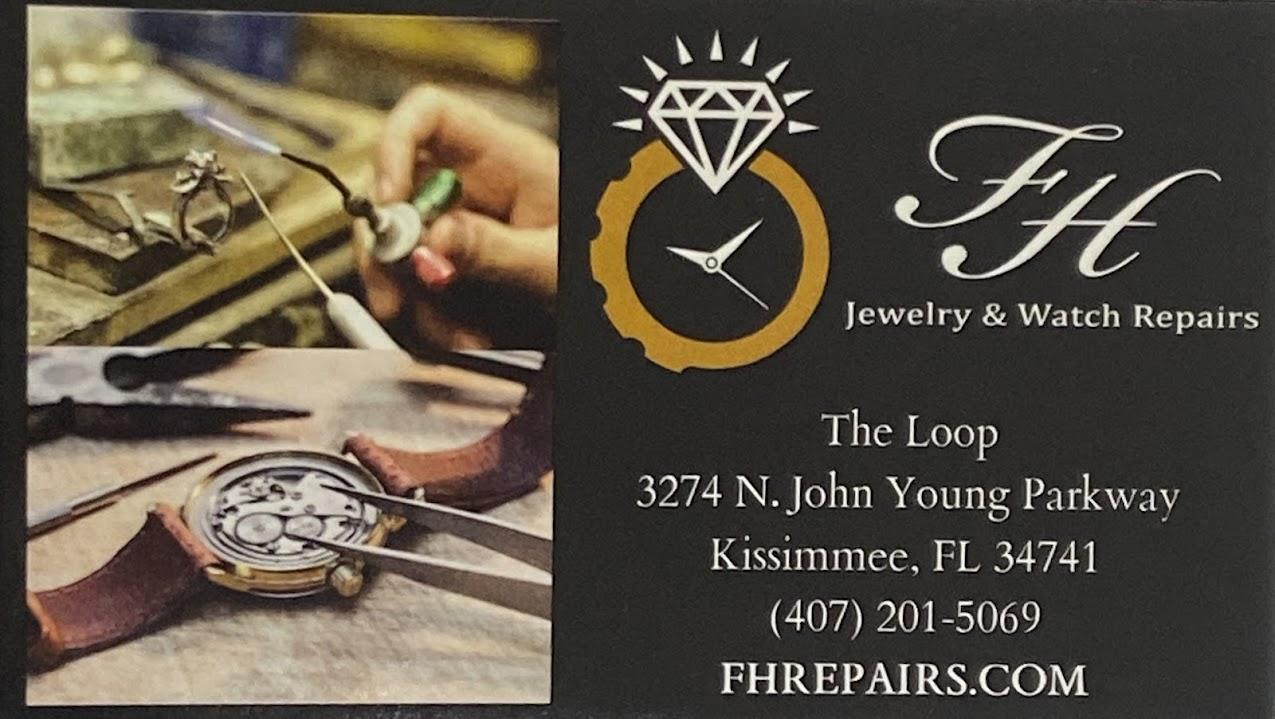 FH
Jewelry & Watch Repairs
The Loop
3274 N. John Young Parkway
Kissimmee, FL 34741
(407) 201-5069
FHREPAIRS.COM